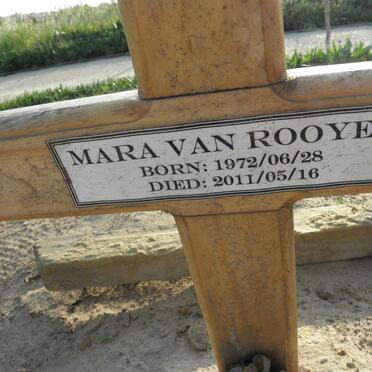 MARA VAN ROOYE
BORN: 1972/06/28
DIED: 2011/05/16